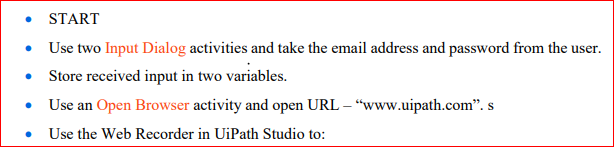 • START
• Use two Input Dialog activities and take the email address and password from the user.
• Store received input in two variables.
• Use an Open Browser activity and open URL – “www.uipath.com”. s
• Use the Web Recorder in UiPath Studio to: